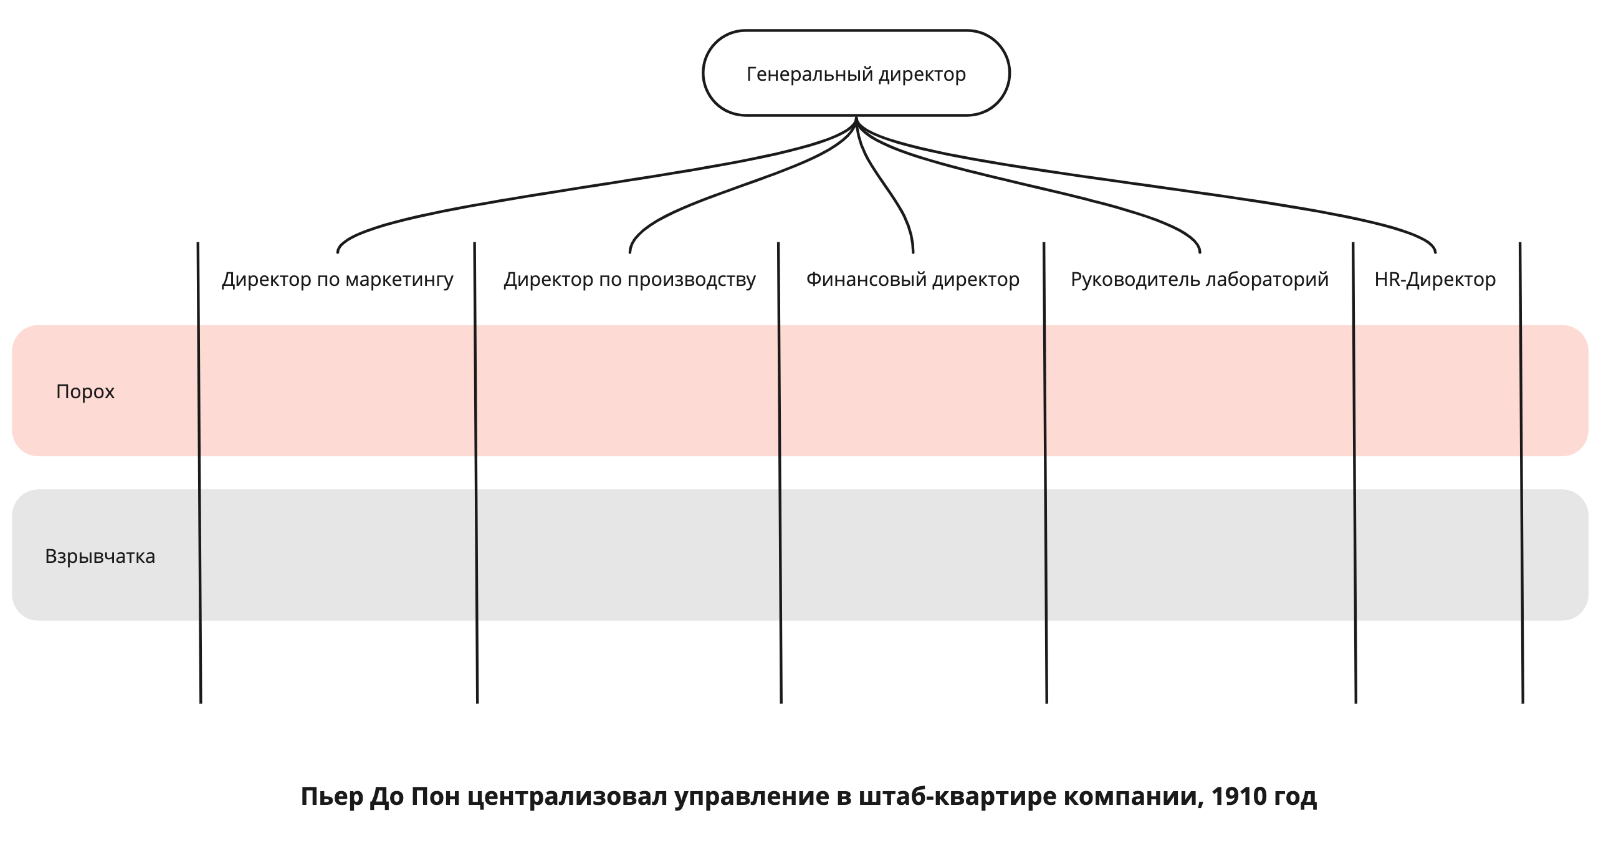 Генеральный директор
Директор по маркетингу
Директор по производству
Финансовый директор
Руководитель лабораторий
HR-Директор
Порох
Взрывчатка
Пьер До Пон централизовал управление в штаб-квартире компании, 1910 год